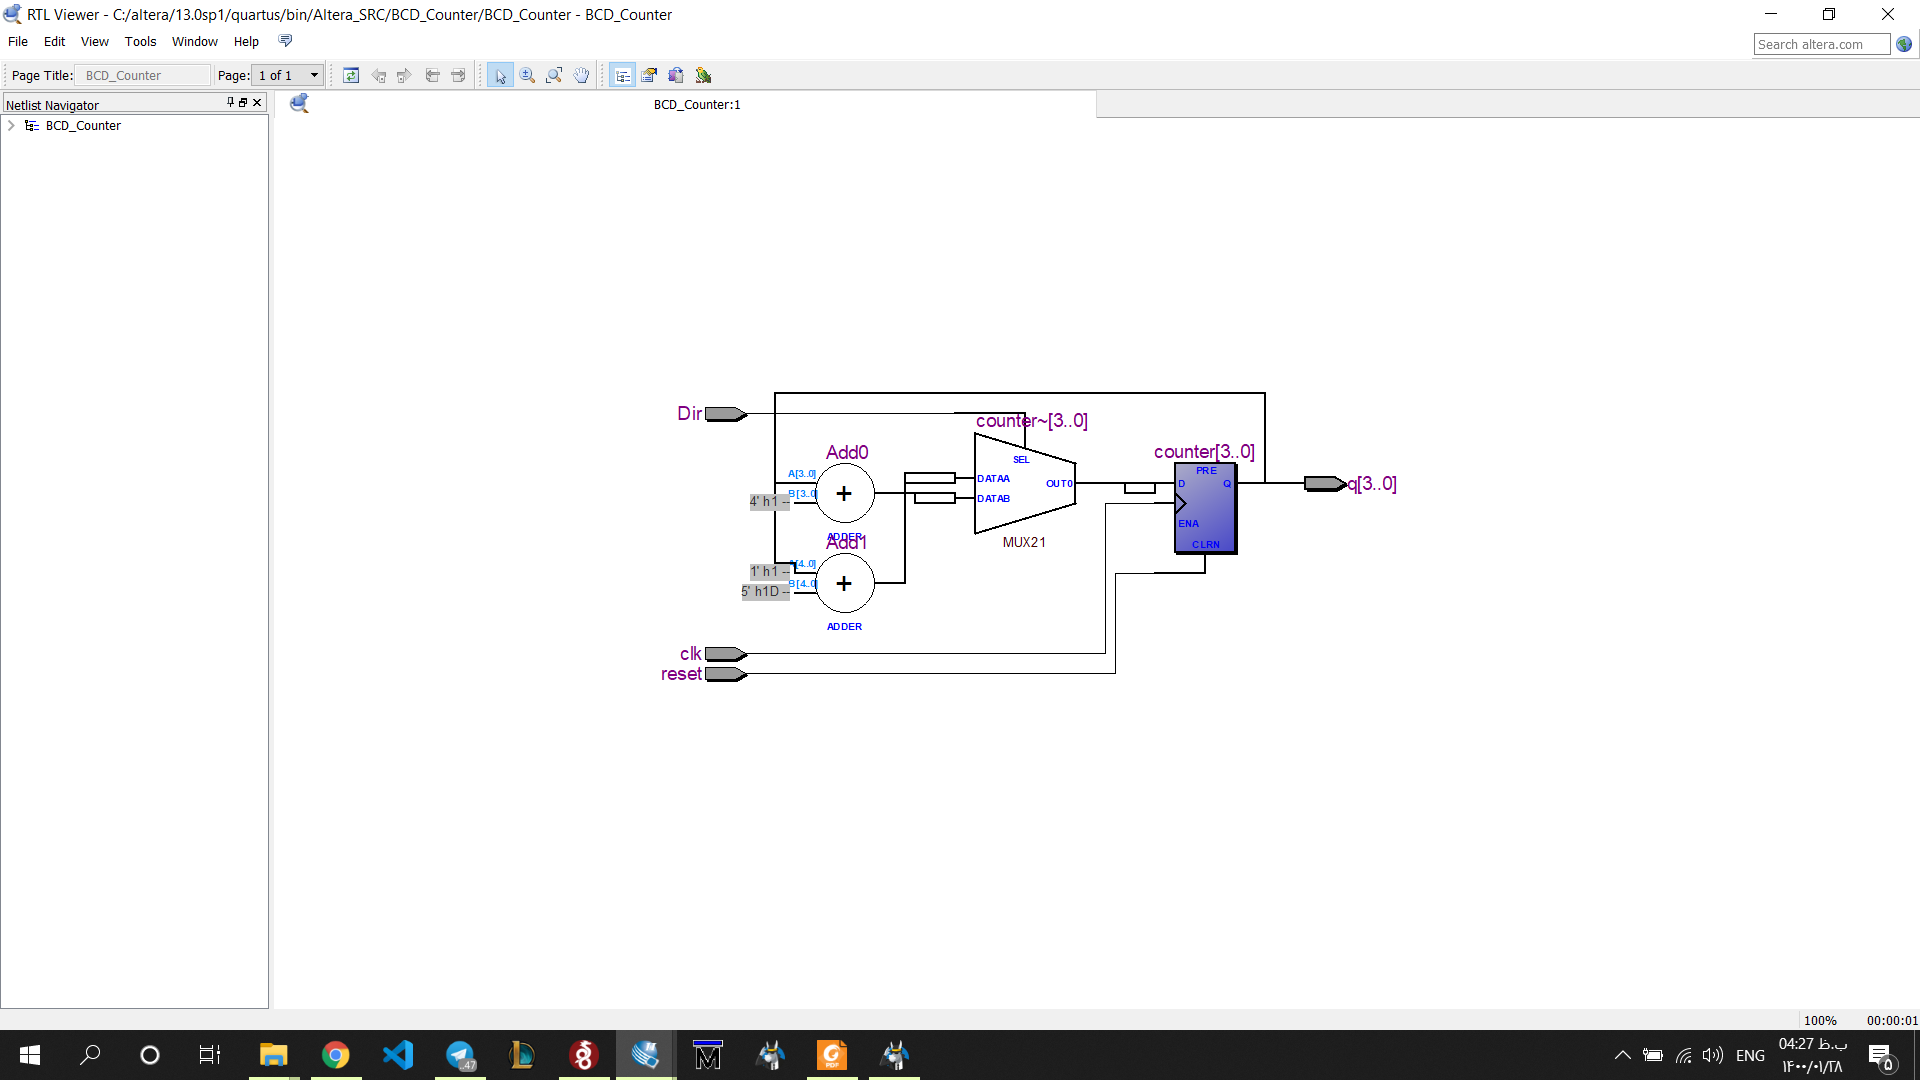 RTL Viewer - C:/altera/13.0sp1/quartus/bin/Altera_SRC/BCD_Counter/BCD_Counter - BCD_Counter
File Edit View Tools Window Help
Search altera.com
Page Title: BCD_Counter Page: 1 of 1
Netlist Navigator
BCD_Counter:1
BCD_Counter
Dir
counter~[3..0]
Add0
counter[3..0]
SEL
PRE
A[3..0]
DATAA
OUT0
D Q
q[3..0]
B[3..0]
4' h1 --
+
DATAB
ENA
ADDER
Add1
MUX21
CLRN
[4..0]
1' h1 --
B[4..0]
5' h1D --
+
ADDER
clk
reset
100% 00:00:01
47
PDF
ENG
04:27 ب.ظ
۱۴۰۰/۰۱/۲۸
۵